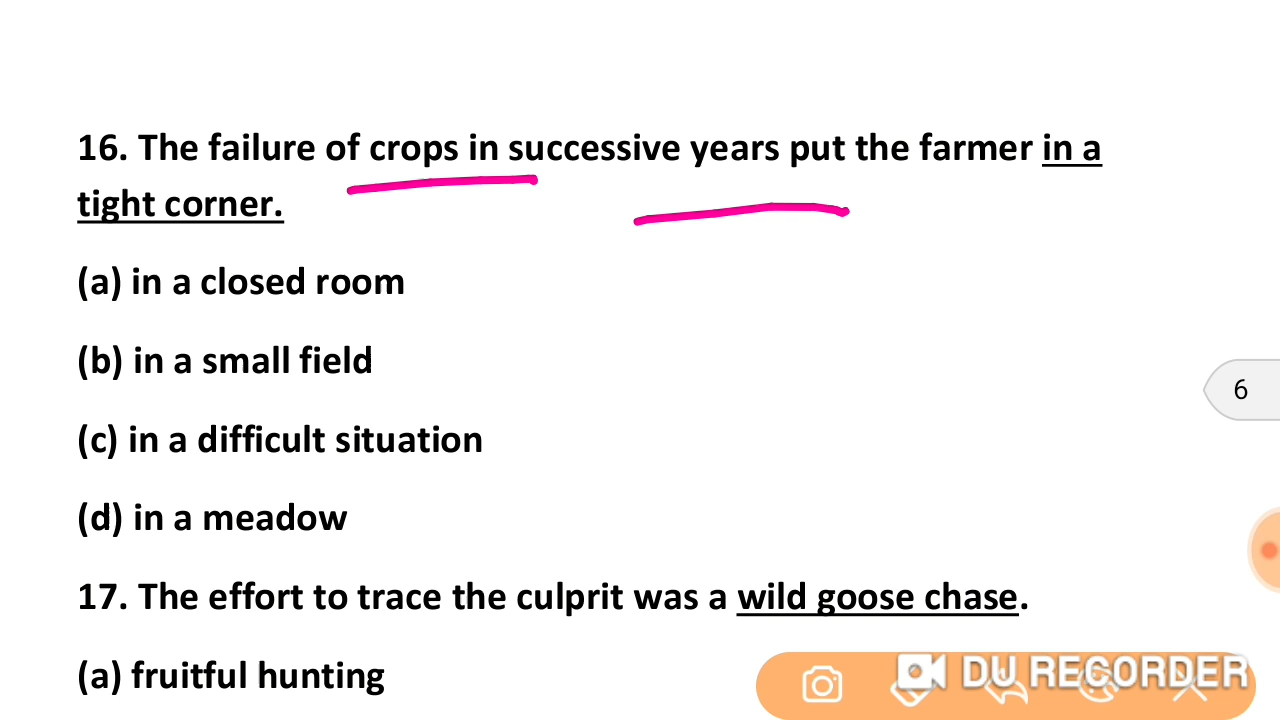 16. The failure of crops in successive years put the farmer in a
tight corner.
(a) in a closed room
(b) in a small field
(c) in a difficult situation
(d) in a meadow
6
17. The effort to trace the culprit was a wild goose chase.
(a) fruitful hunting
DU RECORDER